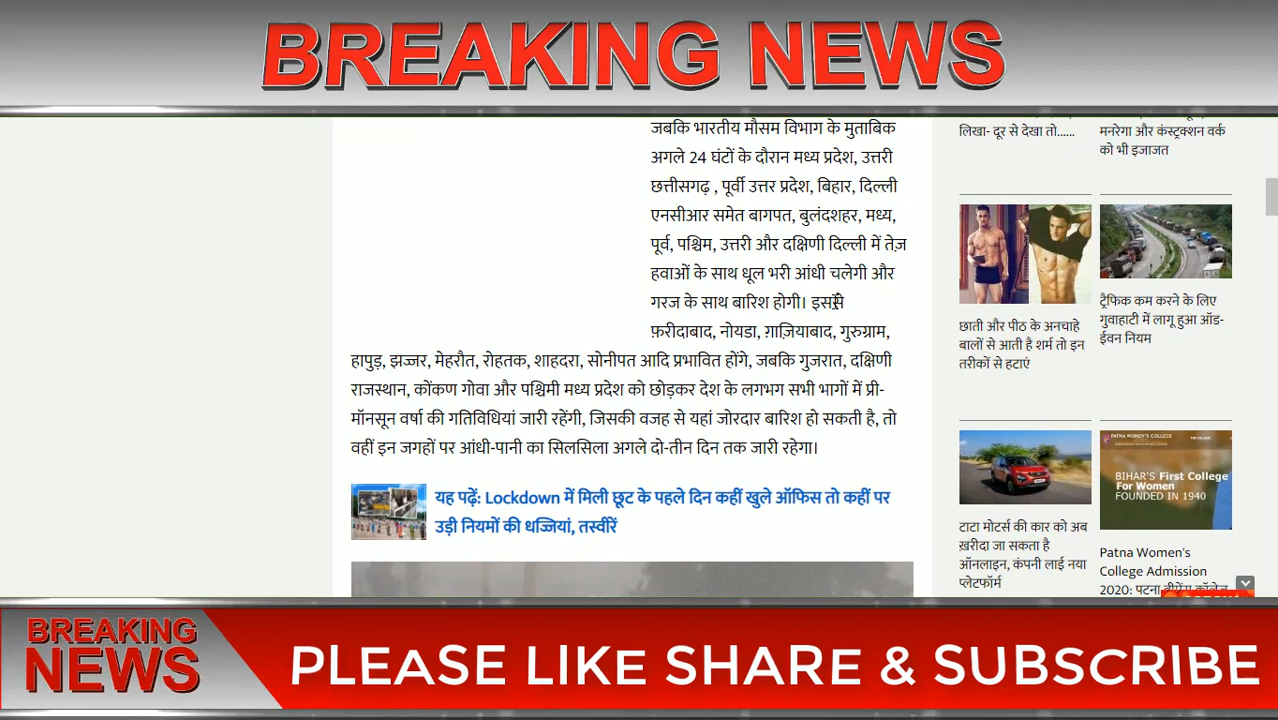 BREAKING NEWS
जबकि भारतीय मौसम विभाग के मुताबिक
अगले 24 घंटों के दौरान मध्य प्रदेश, उत्तरी
छत्तीसगढ़ , पूर्वी उत्तर प्रदेश, बिहार, दिल्ली
एनसीआर समेत बागपत, बुलंदशहर, मध्य,
पूर्व, पश्चिम, उत्तरी और दक्षिणी दिल्ली में तेज़
हवाओं के साथ धूल भरी आंधी चलेगी और
गरज के साथ बारिश होगी। इससे
फ़रीदाबाद, नोयडा, ग़ाज़ियाबाद, गुरुग्राम,
हापुड़, झज्जर, मेहरौत, रोहतक, शाहदरा, सोनीपत आदि प्रभावित होंगे, जबकि गुजरात, दक्षिणी
राजस्थान, कोंकण गोवा और पश्चिमी मध्य प्रदेश को छोड़कर देश के लगभग सभी भागों में प्री-
मॉनसून वर्षा की गतिविधियां जारी रहेंगी, जिसकी वजह से यहां जोरदार बारिश हो सकती है, तो
वहीं इन जगहों पर आंधी-पानी का सिलसिला अगले दो-तीन दिन तक जारी रहेगा।
यह पढ़ें: Lockdown में मिली छूट के पहले दिन कहीं खुले ऑफिस तो कहीं पर
उड़ी नियमों की धज्जियां, तस्वीरें
लिखा- दूर से देखा तो......
मनरेगा और कंस्ट्रक्शन वर्क
को भी इजाजत
छाती और पीठ के अनचाहे
बालों से आती है शर्म तो इन
तरीकों से हटाएं
ट्रैफिक कम करने के लिए
गुवाहाटी में लागू हुआ ऑड-
ईवन नियम
टाटा मोटर्स की कार को अब
ख़रीदा जा सकता है
ऑनलाइन, कंपनी लाई नया
प्लेटफॉर्म
PATNA WOMEN'S COLLEGE
BIHAR'S First College
For Women
FOUNDED IN 1940
Patna Women's
College Admission
2020: पटना वीमेंस कॉलेज
BREAKING
NEWS
PLEASE LIKE SHARE & SUBSCRIBE